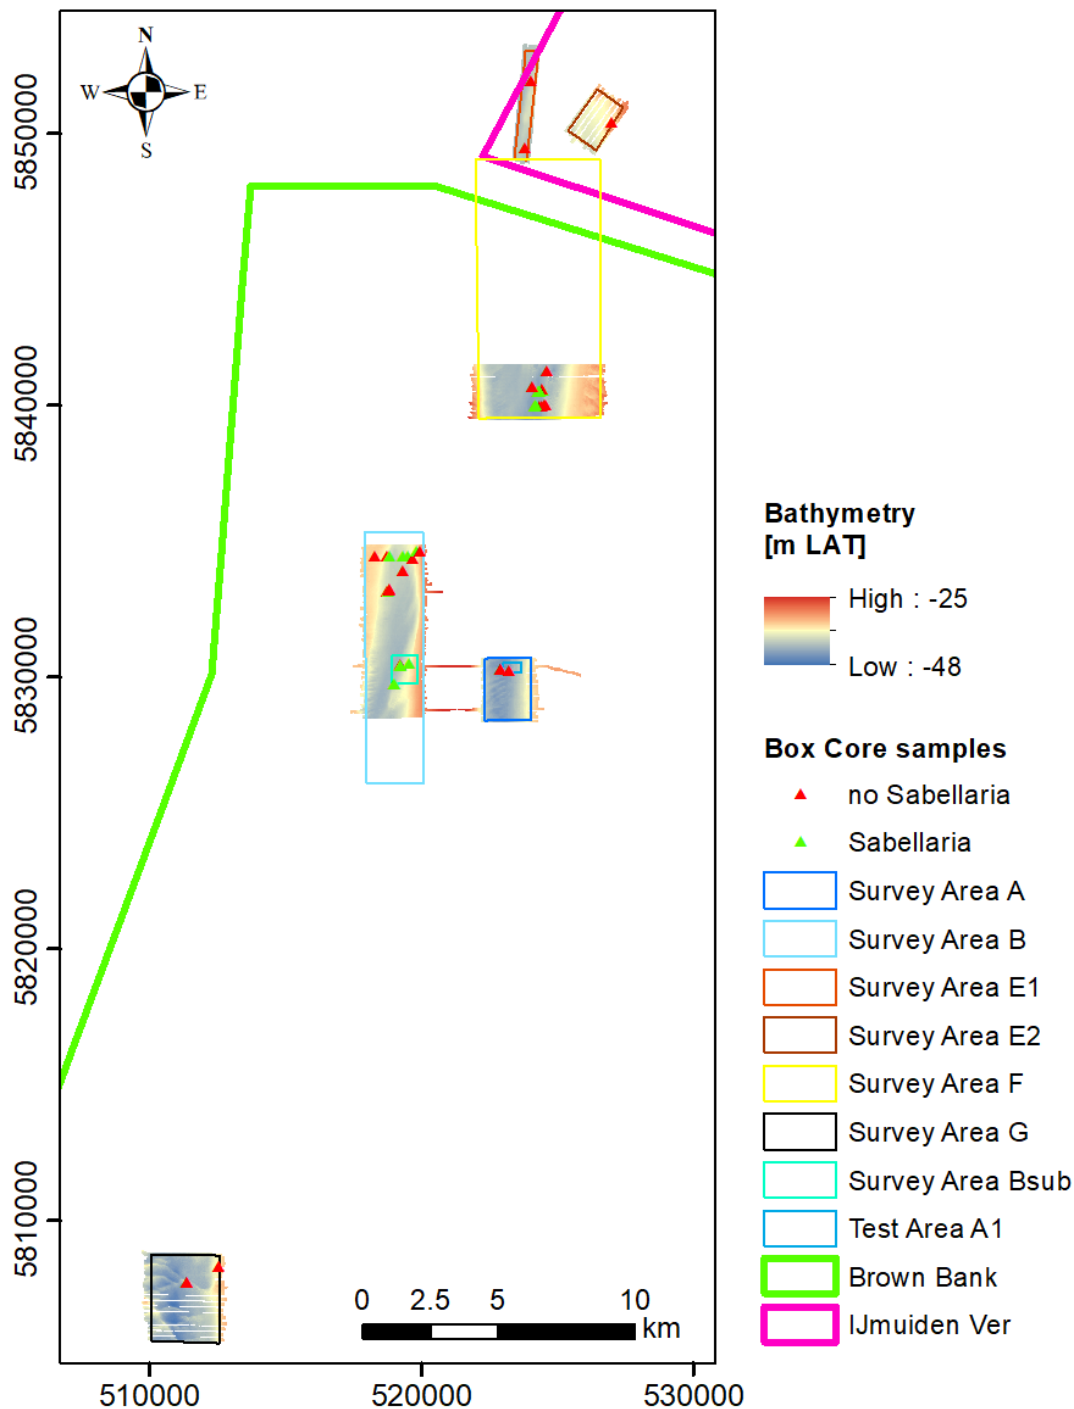 N
W E
S
5850000
5840000
5830000
5820000
5810000
510000
520000
530000
0 2.5 5 10
km
Bathymetry
[m LAT]
High : -25
Low : -48
Box Core samples
no Sabellaria
Sabellaria
Survey Area A
Survey Area B
Survey Area E1
Survey Area E2
Survey Area F
Survey Area G
Survey Area Bsub
Test Area A1
Brown Bank
IJmuiden Ver